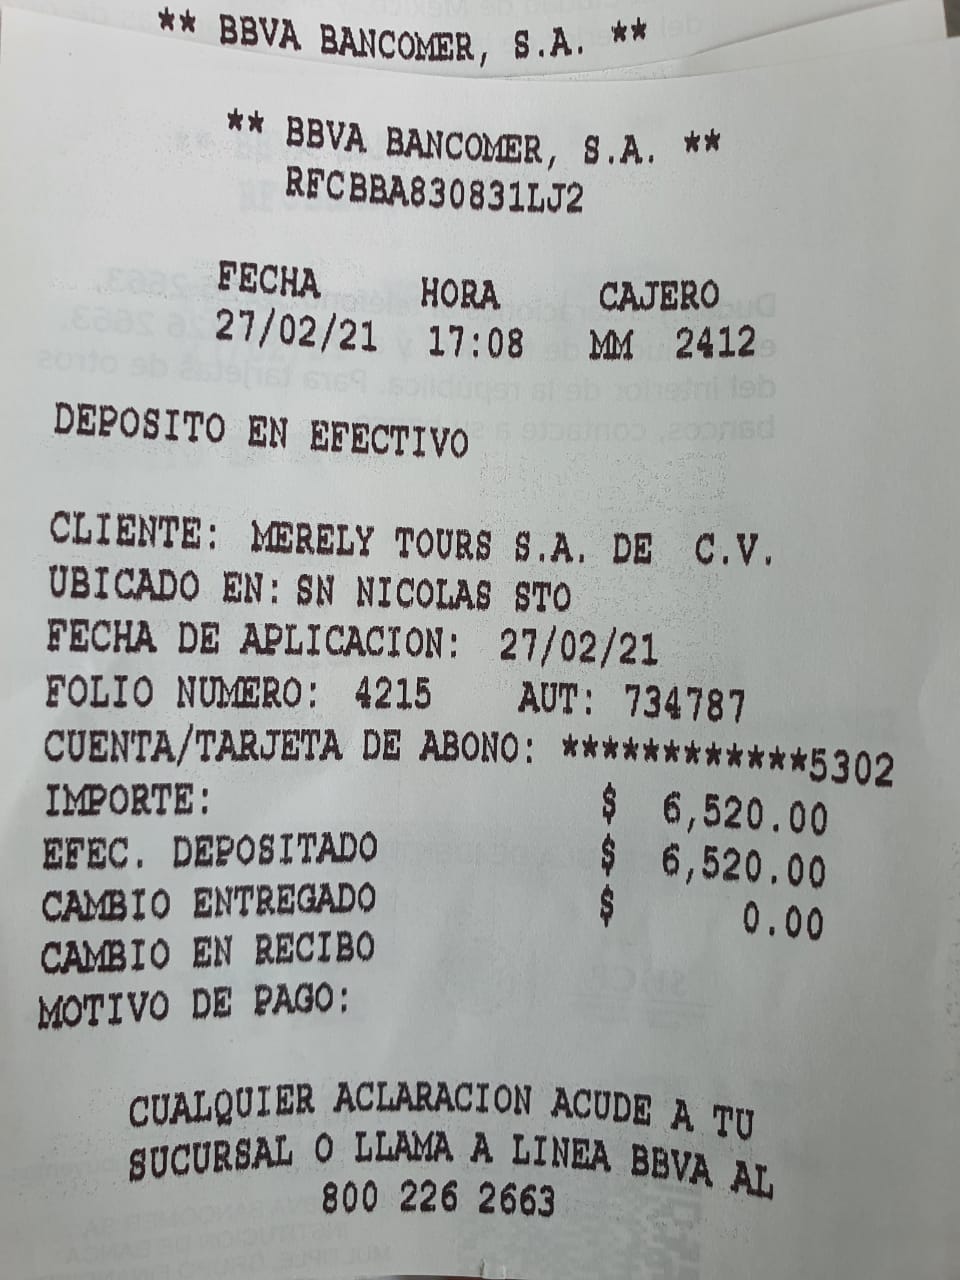 ** BBVA BANCOMER, S.A. **
** BBVA BANCOMER, S.A. **
RFCBBA830831LJ2
FECHA HORA CAJERO
27/02/21 17:08 MM 2412
DEPOSITO EN EFECTIVO
CLIENTE: MERELY TOURS S.A. DE C.V.
UBICADO EN: SN NICOLAS STO
FECHA DE APLICACION: 27/02/21
FOLIO NUMERO: 4215 AUT: 734787
CUENTA/TARJETA DE ABONO: ************5302
IMPORTE: $ 6,520.00
EFEC. DEPOSITADO $ 6,520.00
CAMBIO ENTREGADO $ 0.00
CAMBIO EN RECIBO
MOTIVO DE PAGO:
CUALQUIER ACLARACION ACUDE A TU
SUCURSAL O LLAMA A LINEA BBVA AL
800 226 2663